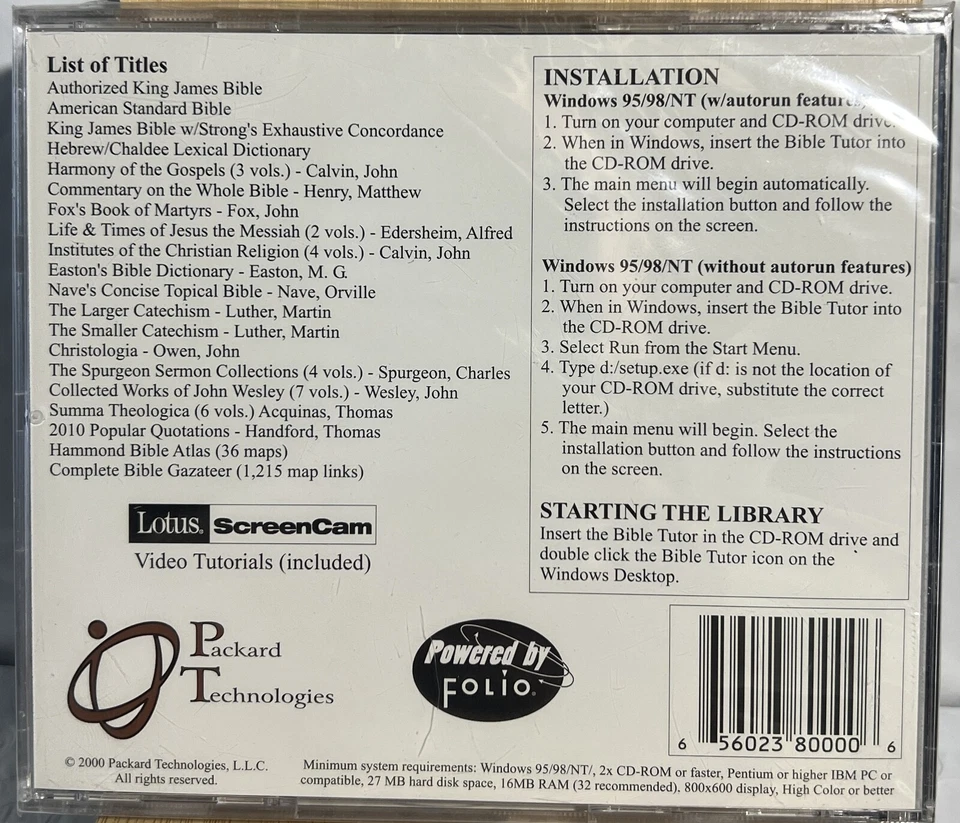 List of Titles
Authorized King James Bible
American Standard Bible
King James Bible w/Strong's Exhaustive Concordance
Hebrew/Chaldee Lexical Dictionary
Harmony of the Gospels (3 vols.) - Calvin, John
Commentary on the Whole Bible - Henry, Matthew
Fox's Book of Martyrs - Fox, John
Life & Times of Jesus the Messiah (2 vols.) - Edersheim, Alfred
Institutes of the Christian Religion (4 vols.) - Calvin, John
Easton's Bible Dictionary - Easton, M. G.
Nave's Concise Topical Bible - Nave, Orville
The Larger Catechism - Luther, Martin
The Smaller Catechism - Luther, Martin
Christologia - Owen, John
The Spurgeon Sermon Collections (4 vols.) - Spurgeon, Charles
Collected Works of John Wesley (7 vols.) - Wesley, John
Summa Theologica (6 vols.) Acquinas, Thomas
2010 Popular Quotations - Handford, Thomas
Hammond Bible Atlas (36 maps)
Complete Bible Gazateer (1,215 map links)
Lotus. ScreenCam
Video Tutorials (included)
INSTALLATION
Windows 95/98/NT (w/autorun features)
1. Turn on your computer and CD-ROM drive.
2. When in Windows, insert the Bible Tutor into
the CD-ROM drive.
3. The main menu will begin automatically.
Select the installation button and follow the
instructions on the screen.
Windows 95/98/NT (without autorun features)
1. Turn on your computer and CD-ROM drive.
2. When in Windows, insert the Bible Tutor into
the CD-ROM drive.
3. Select Run from the Start Menu.
4. Type d:/setup.exe (if d: is not the location of
your CD-ROM drive, substitute the correct
letter.)
5. The main menu will begin. Select the
installation button and follow the instructions
on the screen.
STARTING THE LIBRARY
Insert the Bible Tutor in the CD-ROM drive and
double click the Bible Tutor icon on the
Windows Desktop.
Packard
Technologies
Powered by
FOLIO®
6 56023 80000 6
© 2000 Packard Technologies, L.L.C.
All rights reserved.
Minimum system requirements: Windows 95/98/NT/, 2x CD-ROM or faster, Pentium or higher IBM PC or
compatible, 27 MB hard disk space, 16MB RAM (32 recommended). 800x600 display, High Color or better